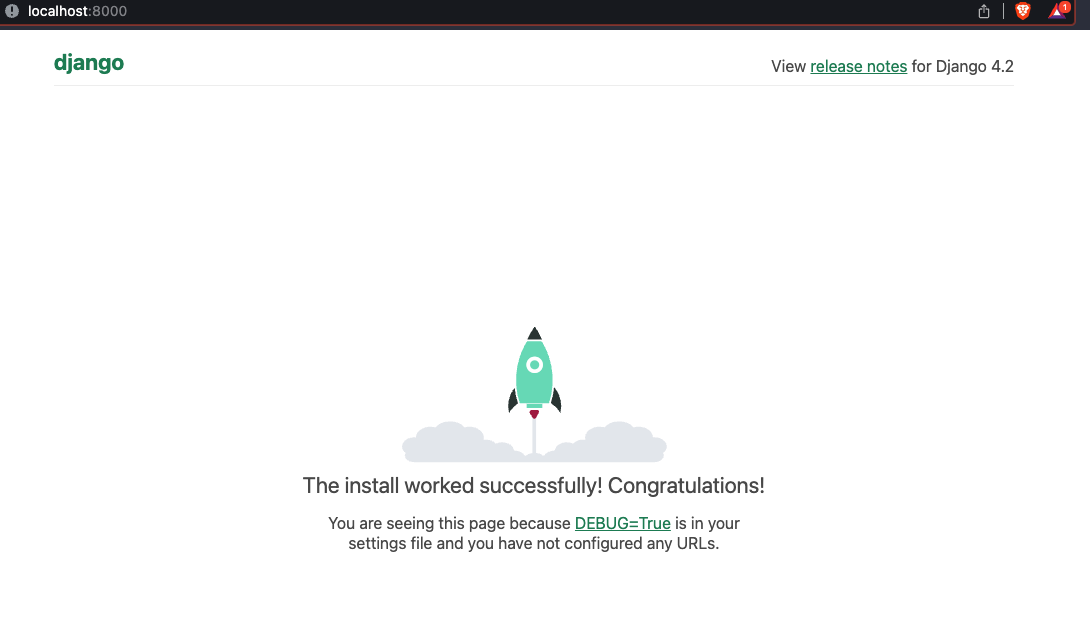 localhost:8000
1
django
View release notes for Django 4.2
The install worked successfully! Congratulations!
You are seeing this page because DEBUG=True is in your
settings file and you have not configured any URLs.